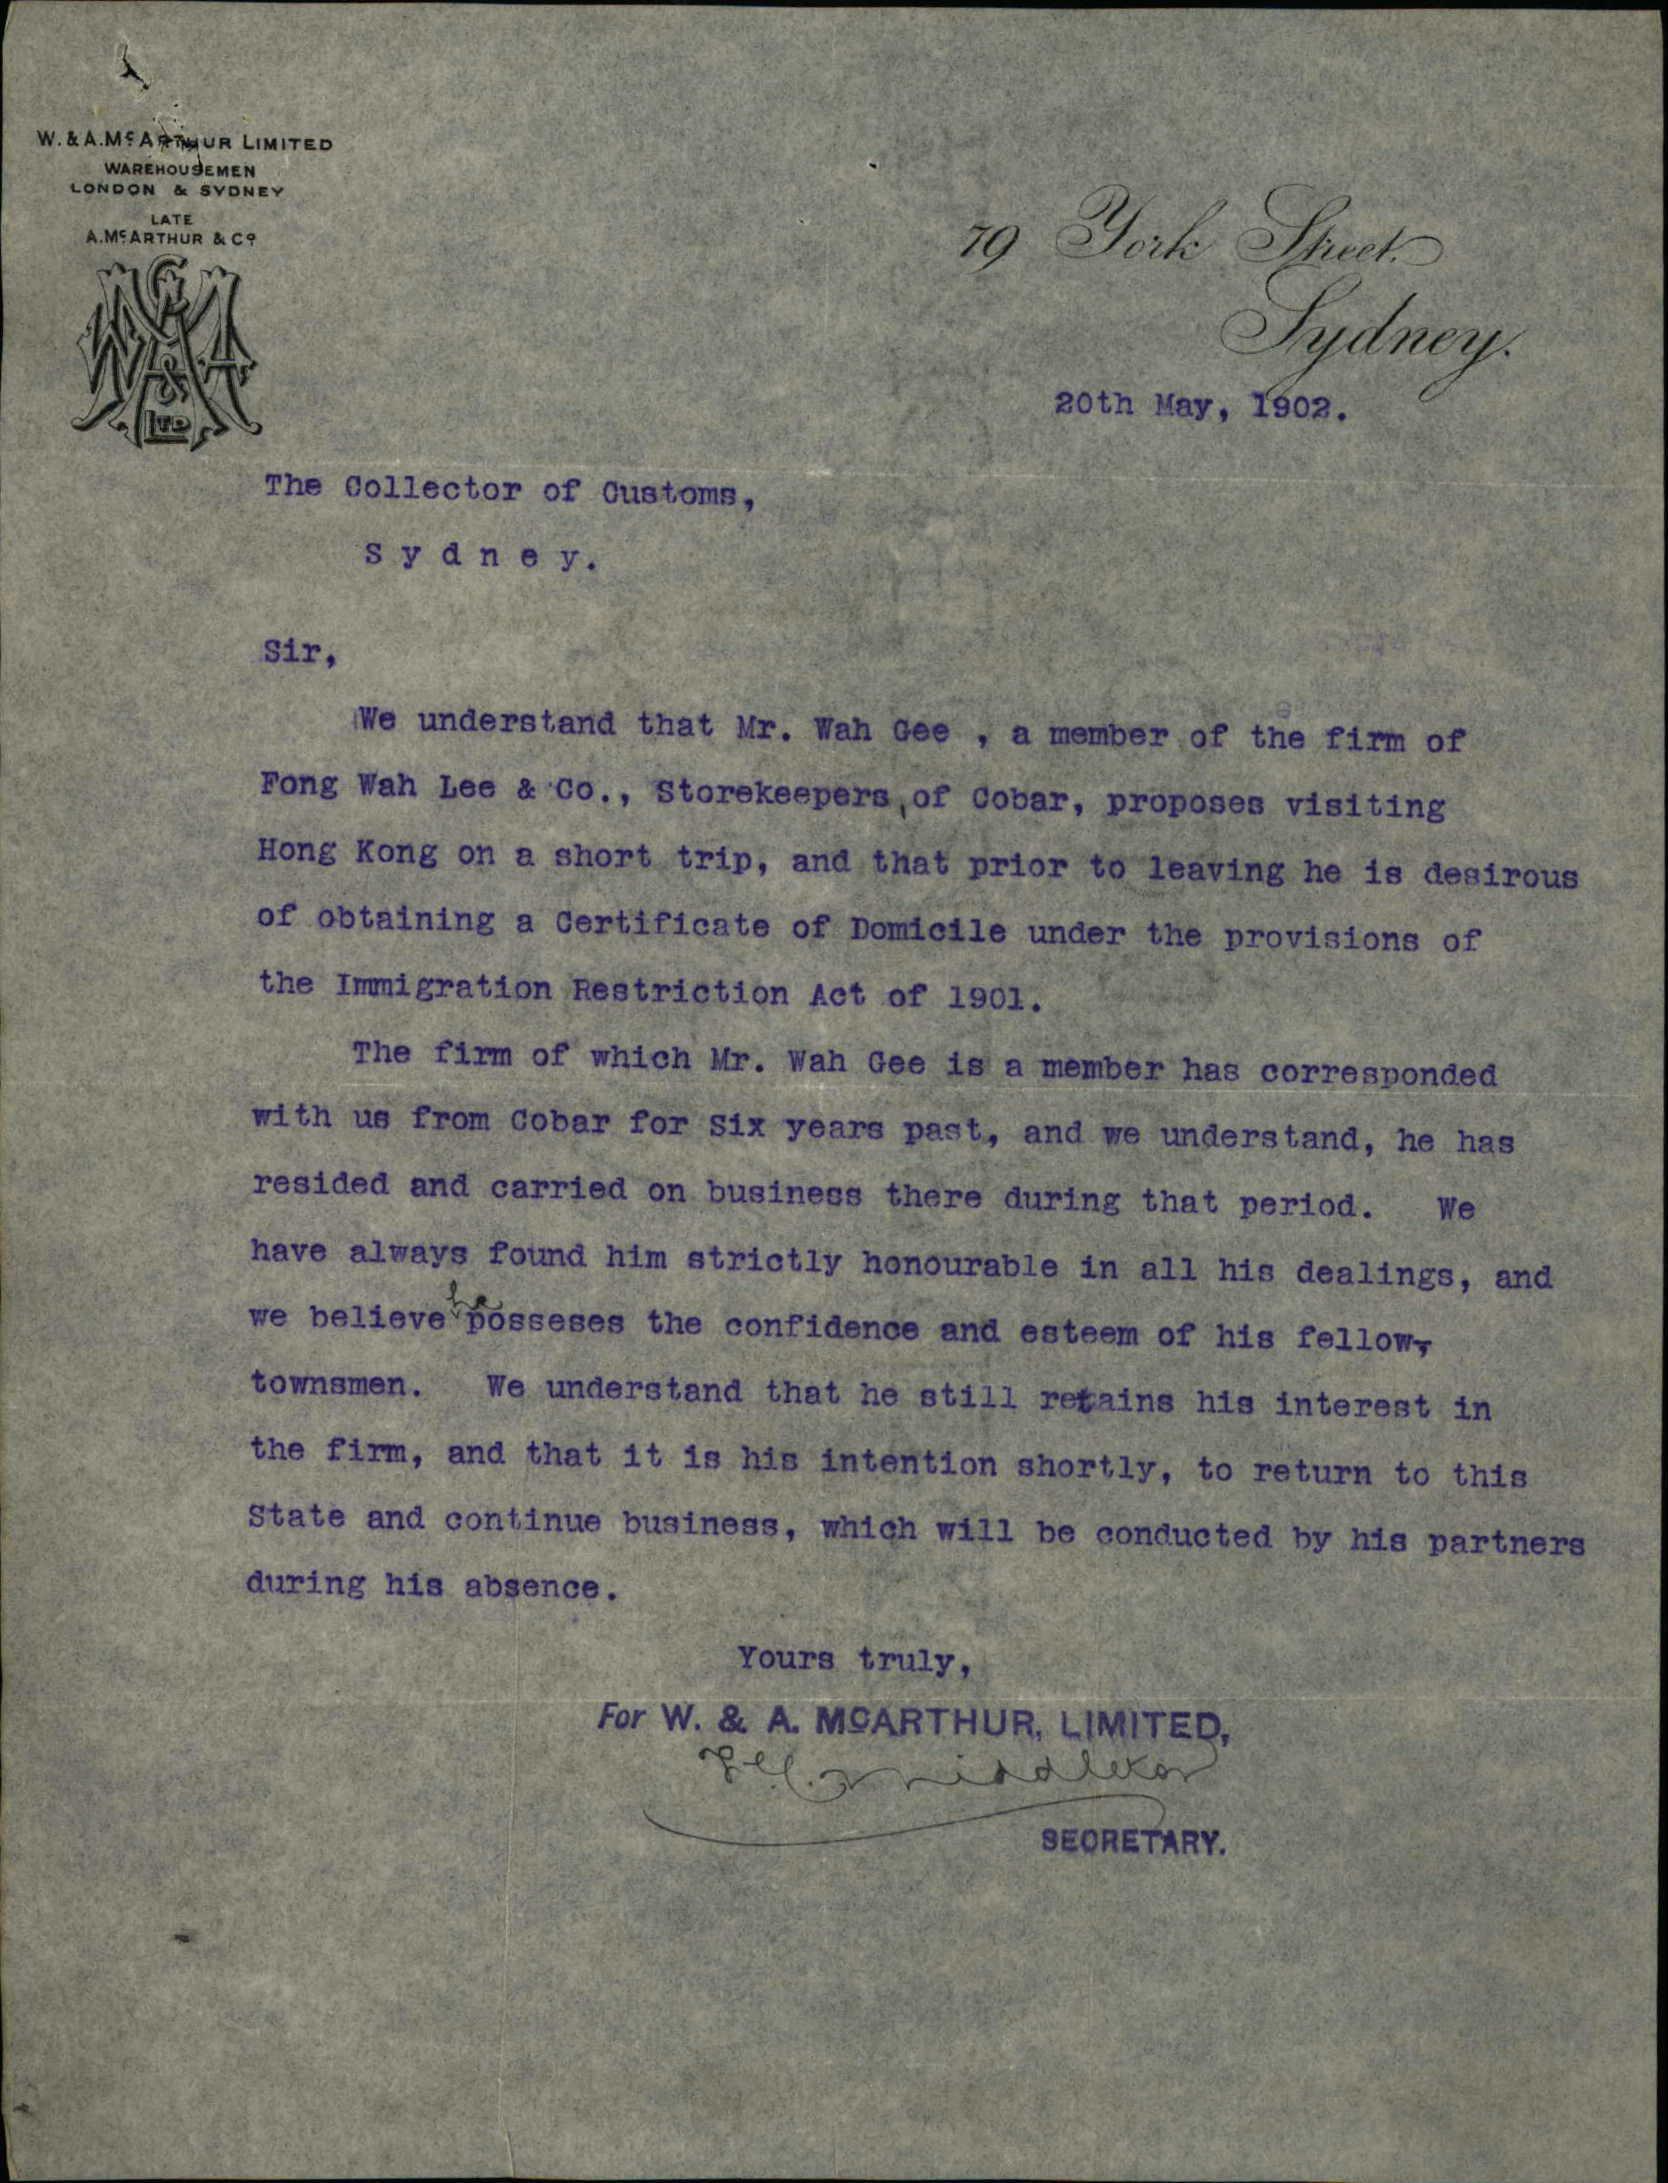 W. & A. McARTHUR LIMITED
WAREHOUSEMEN
LONDON & SYDNEY
LATE
A. McARTHUR & Co
W & A McA
LTD
79 York Street.
Sydney.
20th May, 1902.
The Collector of Customs,
S y d n e y.
Sir,
We understand that Mr. Wah Gee , a member of the firm of
Fong Wah Lee & Co., Storekeepers, of Cobar, proposes visiting
Hong Kong on a short trip, and that prior to leaving he is desirous
of obtaining a Certificate of Domicile under the provisions of
the Immigration Restriction Act of 1901.
The firm of which Mr. Wah Gee is a member has corresponded
with us from Cobar for Six years past, and we understand, he has
resided and carried on business there during that period. We
have always found him strictly honourable in all his dealings, and
we believe he posseses the confidence and esteem of his fellow-
townsmen. We understand that he still retains his interest in
the firm, and that it is his intention shortly, to return to this
State and continue business, which will be conducted by his partners
during his absence.
Yours truly,
For W. & A. McARTHUR, LIMITED,
Middleton
SECRETARY.